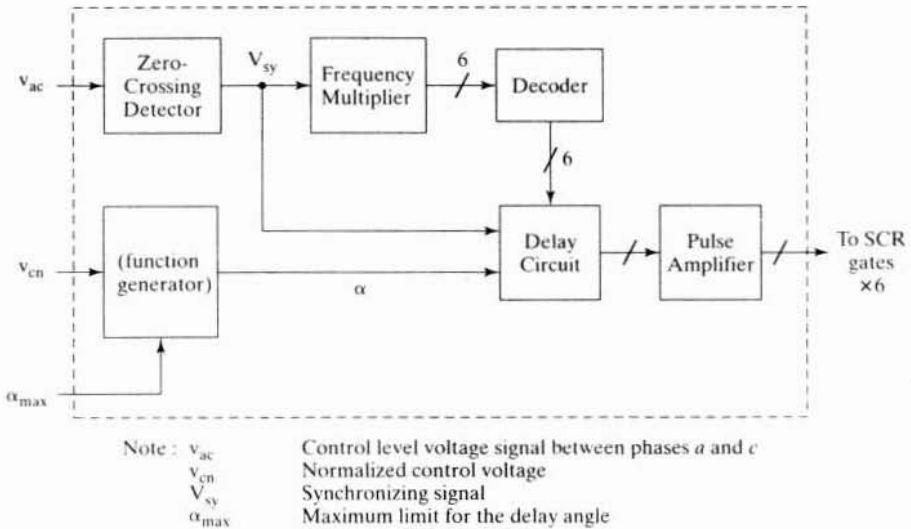 Zero-
Crossing
Detector
V_sy
Frequency
Multiplier
6
Decoder
v_ac
6
(function
generator)
v_cn
α
Delay
Circuit
Pulse
Amplifier
To SCR
gates
×6
α_max
Note : v_ac Control level voltage signal between phases a and c
v_cn Normalized control voltage
V_sy Synchronizing signal
α_max Maximum limit for the delay angle